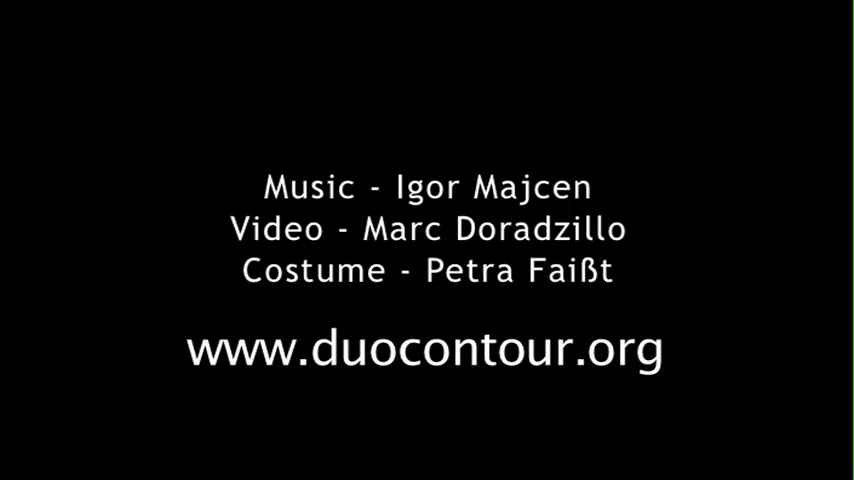 Music - Igor Majcen
Video - Marc Doradzillo
Costume - Petra Faißt
www.duocontour.org